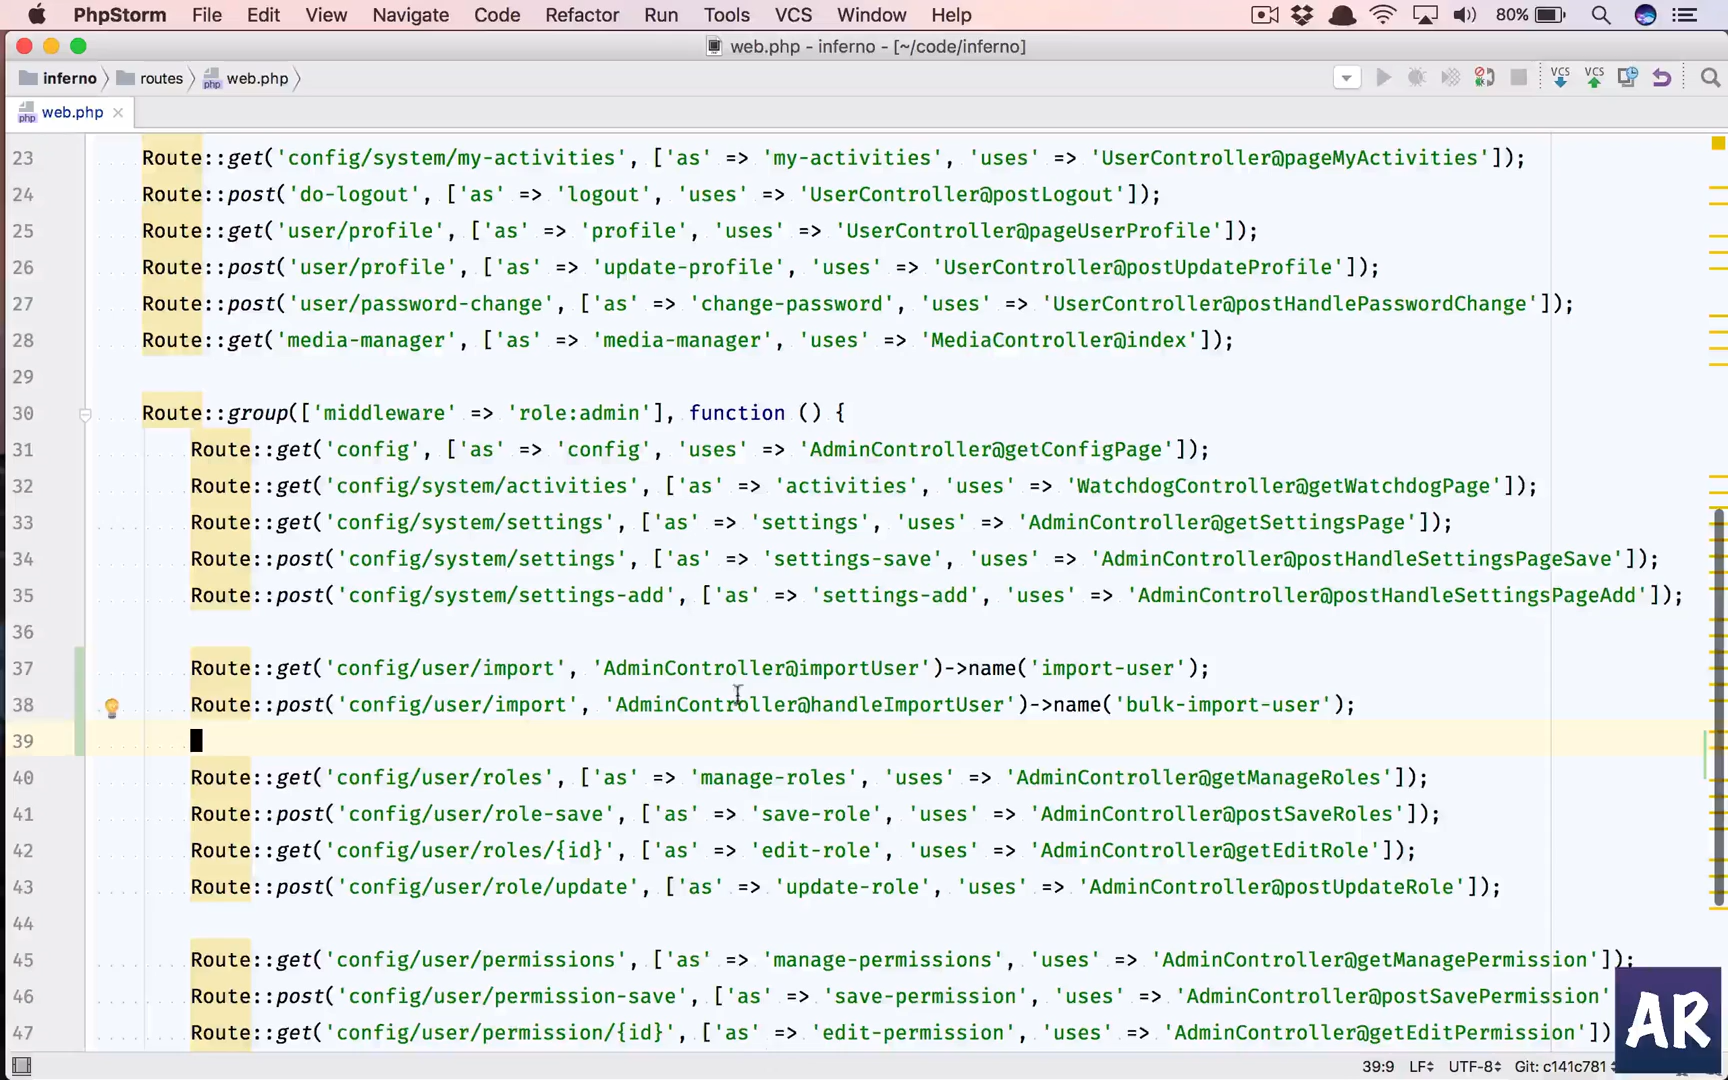 PhpStorm File Edit View Navigate Code Refactor Run Tools VCS Window Help 80%
web.php - inferno - [~/code/inferno]
inferno routes web.php VCS VCS
web.php
23 Route::get('config/system/my-activities', ['as' => 'my-activities', 'uses' => 'UserController@pageMyActivities']);
24 Route::post('do-logout', ['as' => 'logout', 'uses' => 'UserController@postLogout']);
25 Route::get('user/profile', ['as' => 'profile', 'uses' => 'UserController@pageUserProfile']);
26 Route::post('user/profile', ['as' => 'update-profile', 'uses' => 'UserController@postUpdateProfile']);
27 Route::post('user/password-change', ['as' => 'change-password', 'uses' => 'UserController@postHandlePasswordChange']);
28 Route::get('media-manager', ['as' => 'media-manager', 'uses' => 'MediaController@index']);
29
30 Route::group(['middleware' => 'role:admin'], function () {
31 Route::get('config', ['as' => 'config', 'uses' => 'AdminController@getConfigPage']);
32 Route::get('config/system/activities', ['as' => 'activities', 'uses' => 'WatchdogController@getWatchdogPage']);
33 Route::get('config/system/settings', ['as' => 'settings', 'uses' => 'AdminController@getSettingsPage']);
34 Route::post('config/system/settings', ['as' => 'settings-save', 'uses' => 'AdminController@postHandleSettingsPageSave']);
35 Route::post('config/system/settings-add', ['as' => 'settings-add', 'uses' => 'AdminController@postHandleSettingsPageAdd']);
36
37 Route::get('config/user/import', 'AdminController@importUser')->name('import-user');
38 Route::post('config/user/import', 'AdminController@handleImportUser')->name('bulk-import-user');
39
40 Route::get('config/user/roles', ['as' => 'manage-roles', 'uses' => 'AdminController@getManageRoles']);
41 Route::post('config/user/role-save', ['as' => 'save-role', 'uses' => 'AdminController@postSaveRoles']);
42 Route::get('config/user/roles/{id}', ['as' => 'edit-role', 'uses' => 'AdminController@getEditRole']);
43 Route::post('config/user/role/update', ['as' => 'update-role', 'uses' => 'AdminController@postUpdateRole']);
44
45 Route::get('config/user/permissions', ['as' => 'manage-permissions', 'uses' => 'AdminController@getManagePermission']);
46 Route::post('config/user/permission-save', ['as' => 'save-permission', 'uses' => 'AdminController@postSavePermission'
47 Route::get('config/user/permission/{id}', ['as' => 'edit-permission', 'uses' => 'AdminController@getEditPermission'])
AR
39:9 LF UTF-8 Git: c141c781